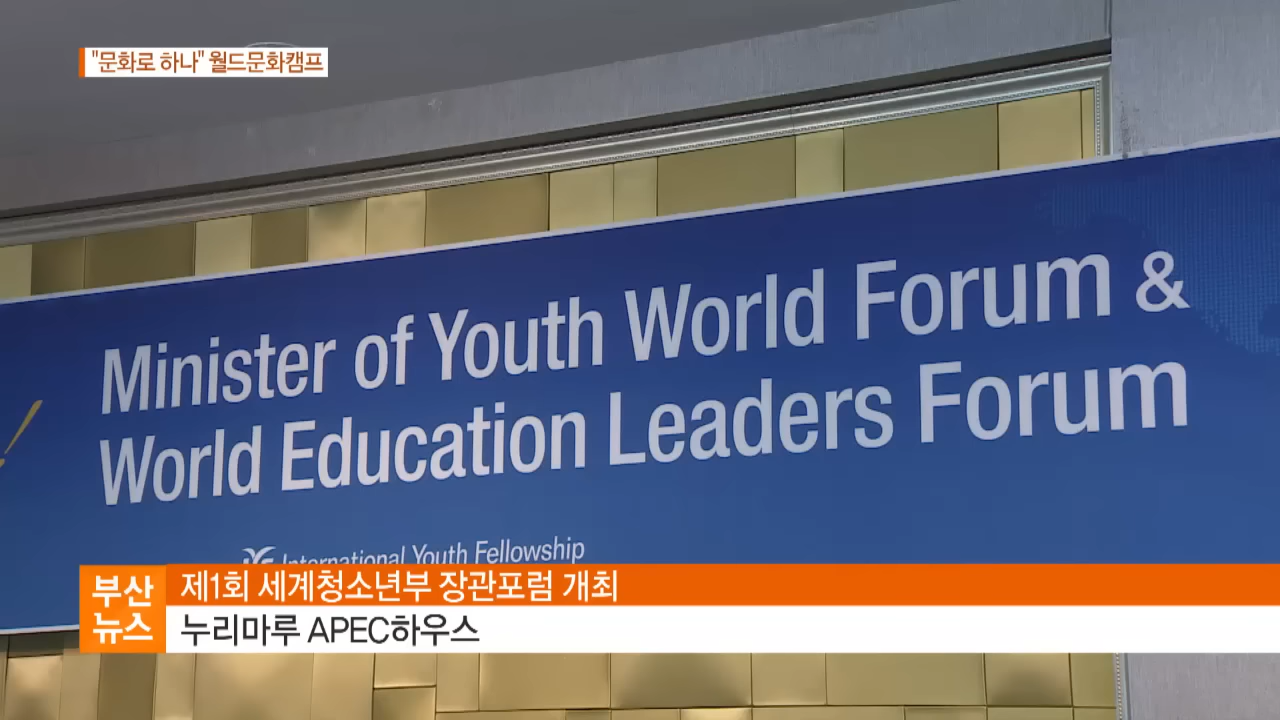 "문화로 하나" 월드문화캠프
Minister of Youth World Forum &
World Education Leaders Forum
International Youth Fellowship
부산
뉴스
제1회 세계청소년부 장관포럼 개최
누리마루 APEC하우스